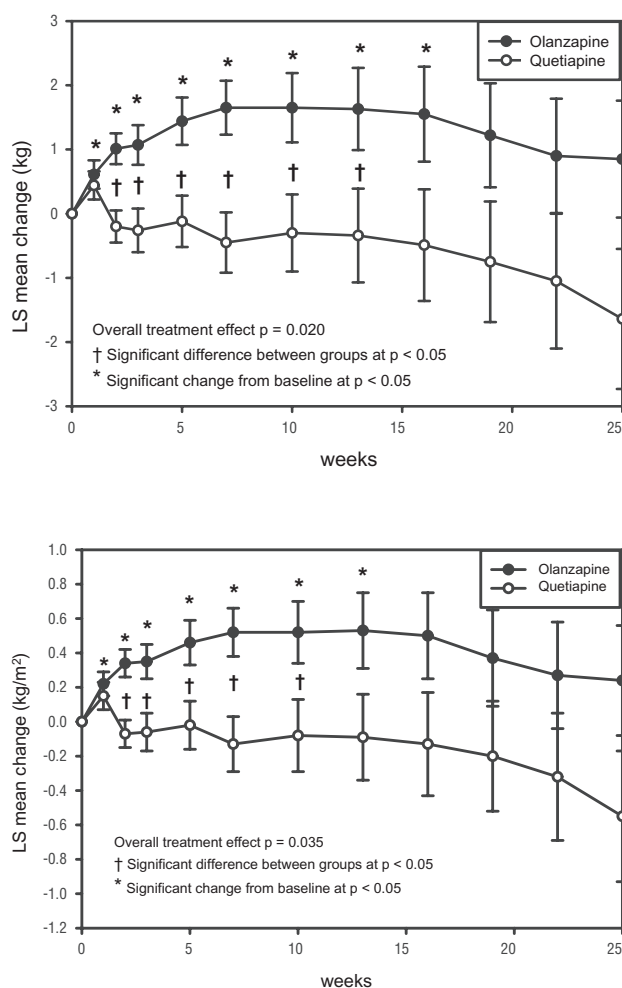 3
2
1
0
-1
-2
-3
LS mean change (kg)
* * * * * * * *
† † † † † †
Olanzapine
Quetiapine
Overall treatment effect p = 0.020
† Significant difference between groups at p < 0.05
* Significant change from baseline at p < 0.05
0 5 10 15 20 25
weeks
1.0
0.8
0.6
0.4
0.2
0.0
-0.2
-0.4
-0.6
-0.8
-1.0
-1.2
LS mean change (kg/m²)
* * * * * * *
† † † † †
Olanzapine
Quetiapine
Overall treatment effect p = 0.035
† Significant difference between groups at p < 0.05
* Significant change from baseline at p < 0.05
0 5 10 15 20 25
weeks